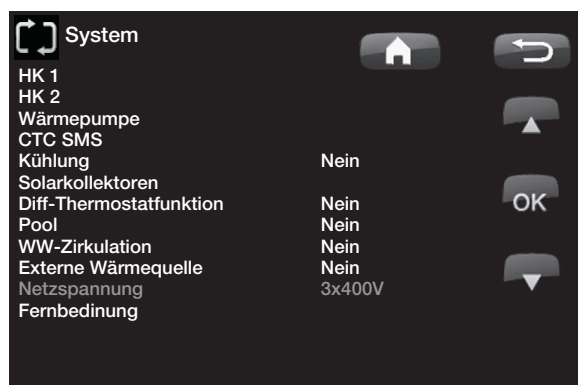 System
HK 1
HK 2
Wärmepumpe
CTC SMS
Kühlung Nein
Solarkollektoren
Diff-Thermostatfunktion Nein
OK
Pool Nein
WW-Zirkulation Nein
Externe Wärmequelle Nein
Netzspannung 3x400V
Fernbedinung